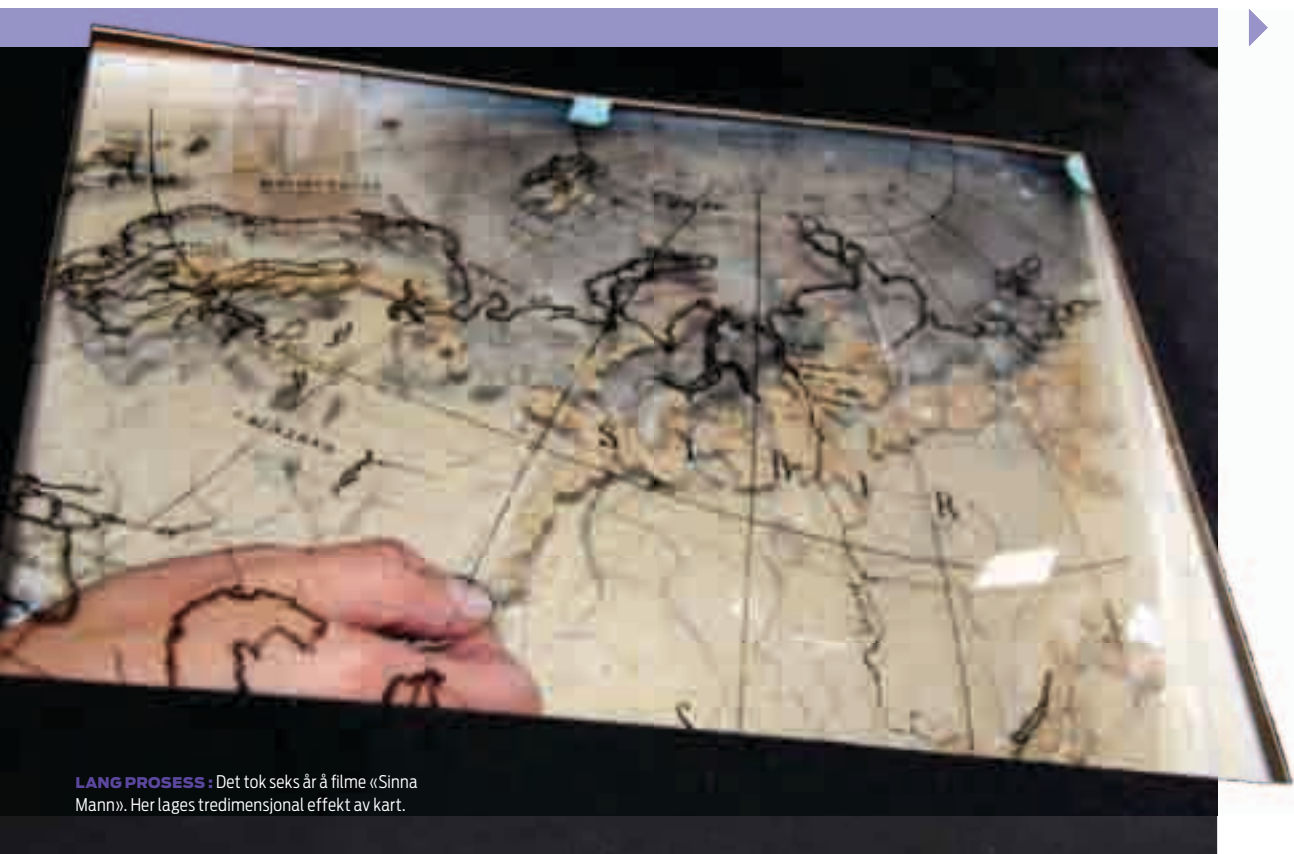 S
I
B
I
R
LANG PROSESS: Det tok seks år å filme «Sinna
Mann». Her lages tredimensjonal effekt av kart.